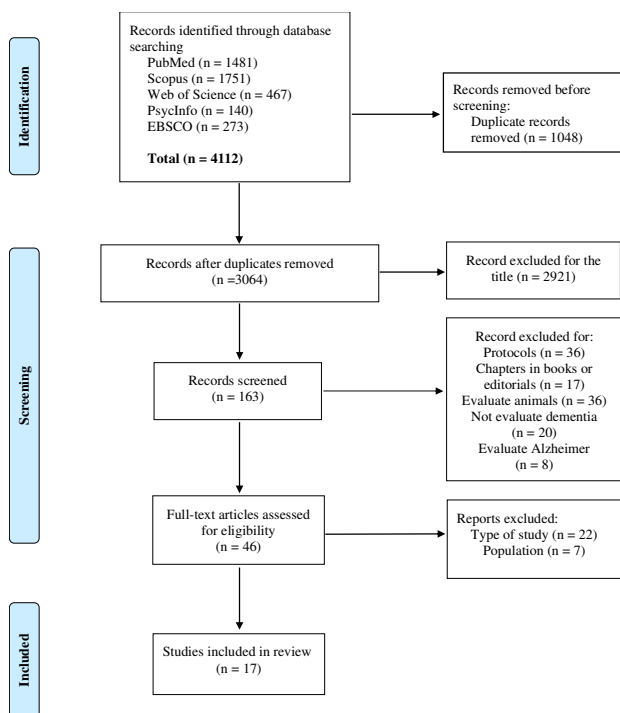 Identification
Records identified through database
searching
PubMed (n = 1481)
Scopus (n = 1751)
Web of Science (n = 467)
PsycInfo (n = 140)
EBSCO (n = 273)
Total (n = 4112)
Records removed before
screening:
Duplicate records
removed (n = 1048)
Screening
Records after duplicates removed
(n =3064)
Record excluded for the
title (n = 2921)
Records screened
(n = 163)
Record excluded for:
Protocols (n = 36)
Chapters in books or
editorials (n = 17)
Evaluate animals (n = 36)
Not evaluate dementia
(n = 20)
Evaluate Alzheimer
(n = 8)
Full-text articles assessed
for eligibility
(n = 46)
Reports excluded:
Type of study (n = 22)
Population (n = 7)
Included
Studies included in review
(n = 17)